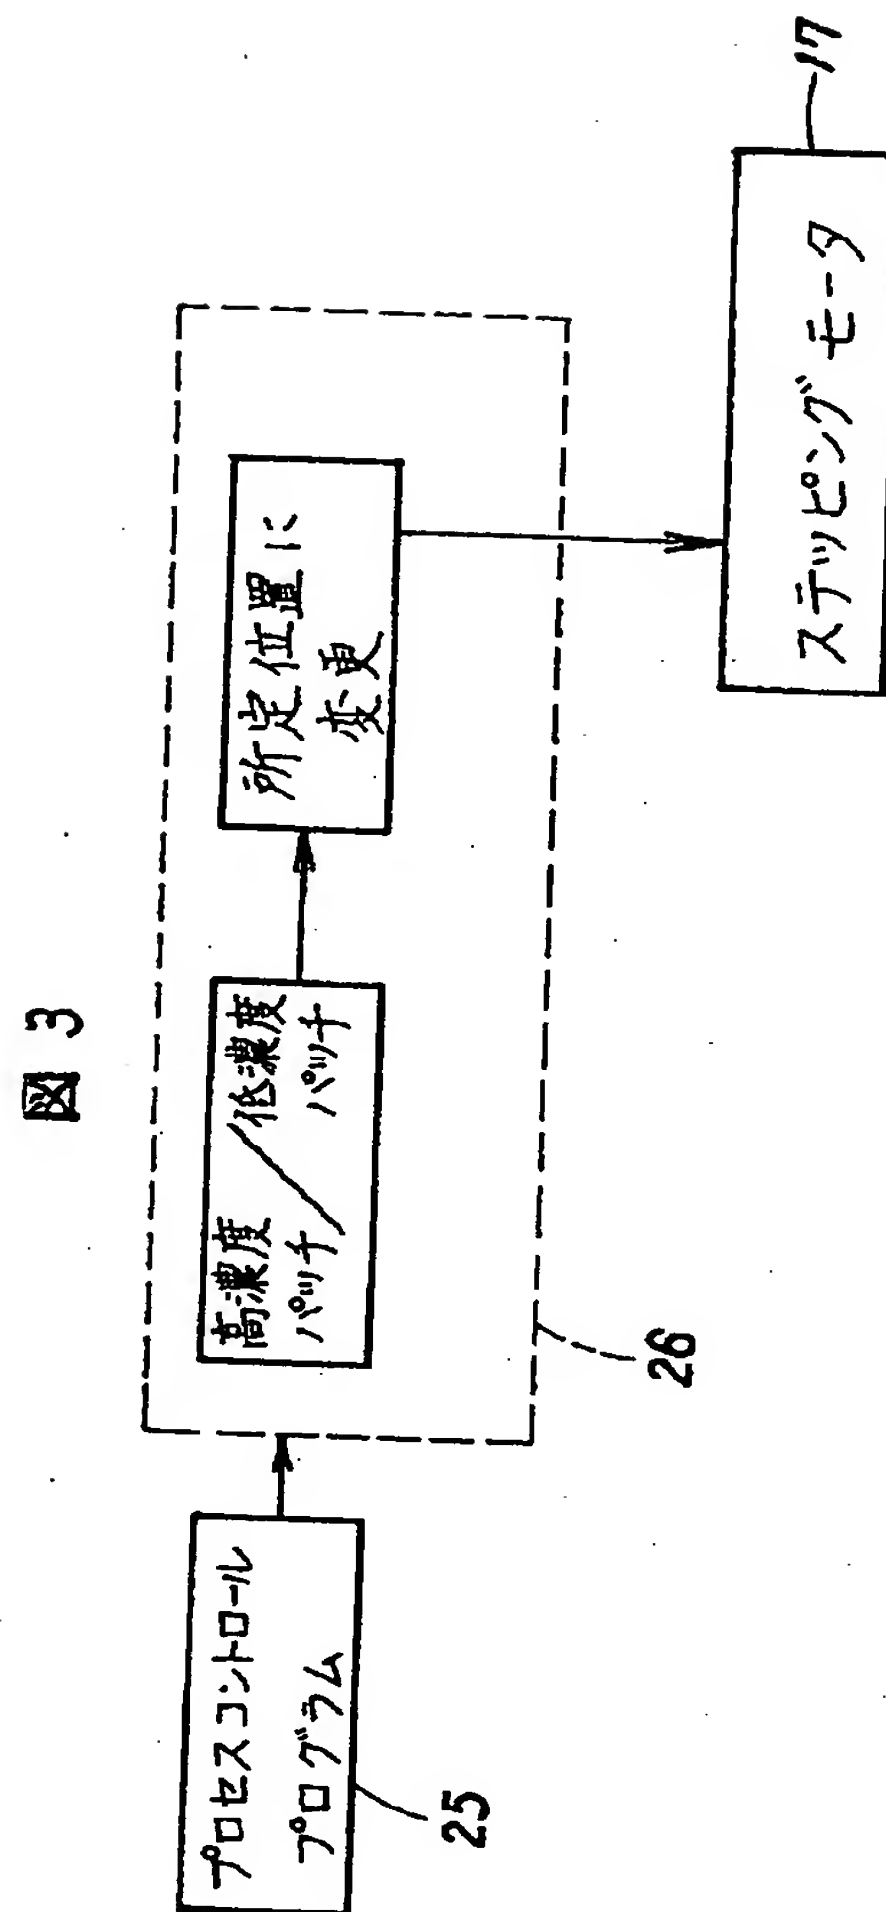 図 3
プロセスコントロール
プログラム
25
高濃度
パッチ
/
低濃度
パッチ
所定位置に
変更
26
ステッピングモータ
17